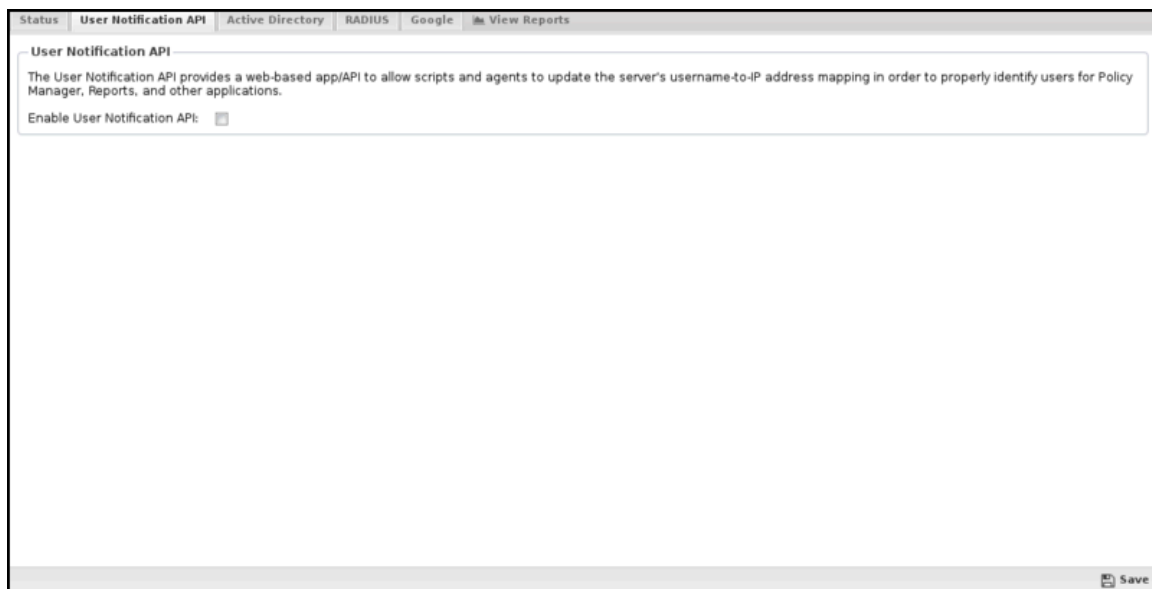 Status User Notification API Active Directory RADIUS Google View Reports
User Notification API
The User Notification API provides a web-based app/API to allow scripts and agents to update the server's username-to-IP address mapping in order to properly identify users for Policy
Manager, Reports, and other applications.
Enable User Notification API:
Save